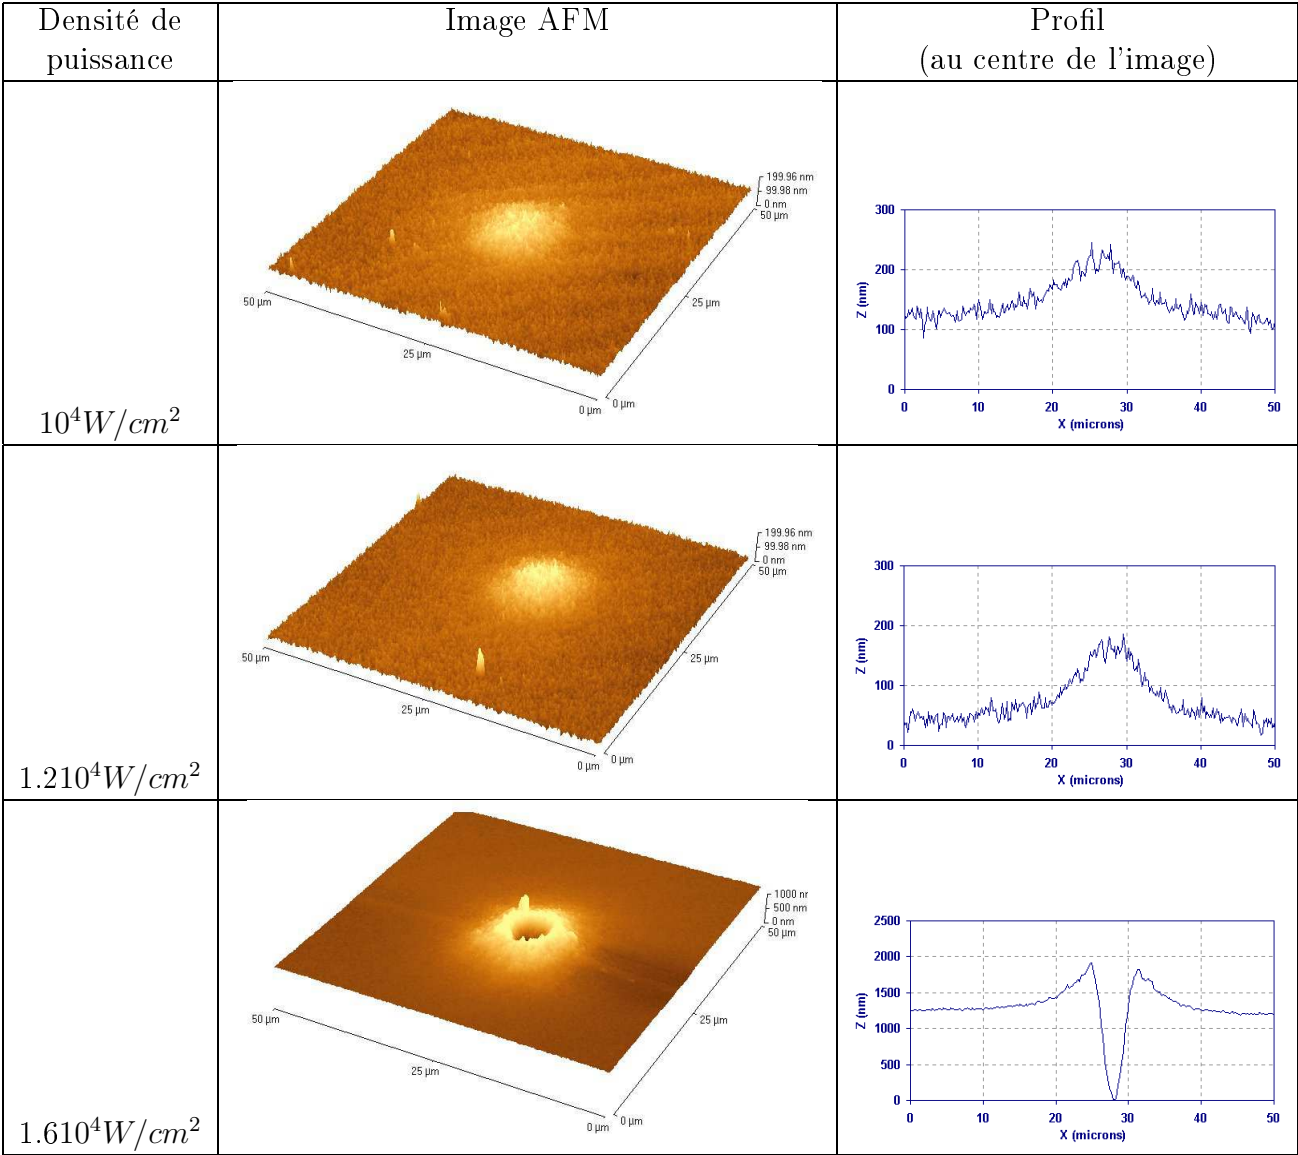 Densité de
puissance
Image AFM
Profil
(au centre de l'image)
199.96 nm
99.98 nm
0 nm
50 µm
25 µm
0 µm
50 µm
25 µm
0 µm
300
200
100
0
Z (nm)
0 10 20 30 40 50
X (microns)
10⁴W/cm²
199.96 nm
99.98 nm
0 nm
50 µm
25 µm
0 µm
50 µm
25 µm
0 µm
300
200
100
0
Z (nm)
0 10 20 30 40 50
X (microns)
1.210⁴W/cm²
1000 nr
500 nm
0 nm
50 µm
25 µm
0 µm
50 µm
25 µm
0 µm
2500
2000
1500
1000
500
0
Z (nm)
0 10 20 30 40 50
X (microns)
1.610⁴W/cm²